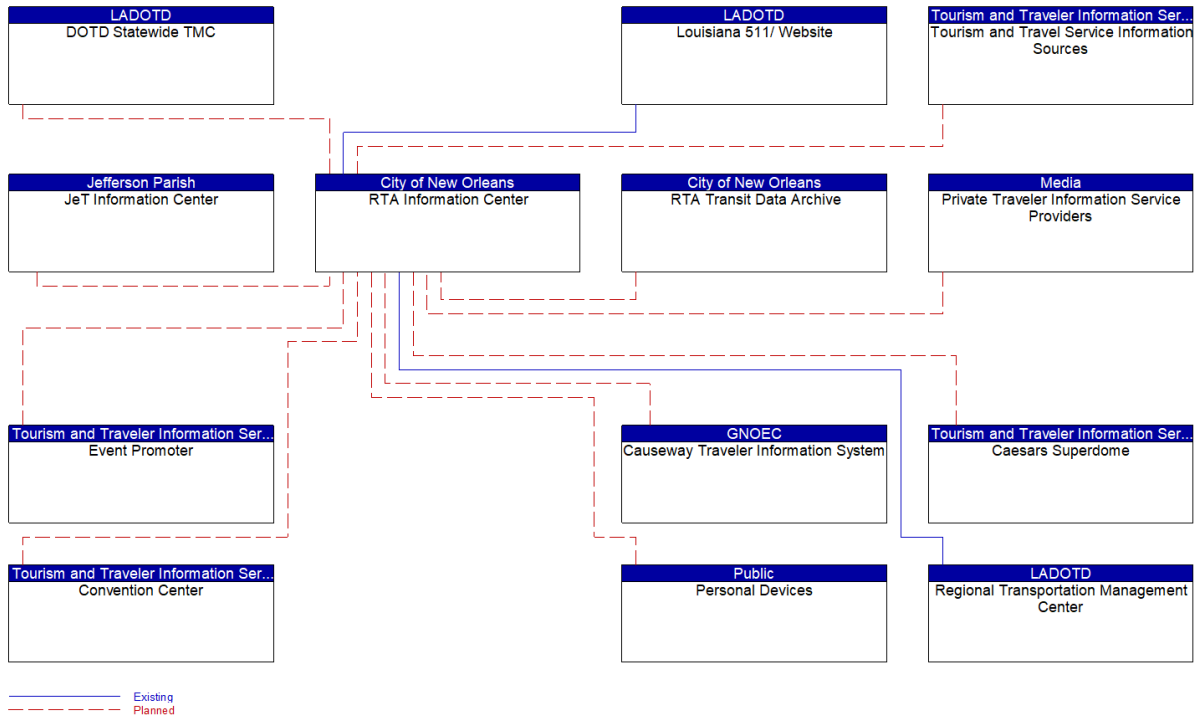 LADOTD
DOTD Statewide TMC
LADOTD
Louisiana 511/ Website
Tourism and Traveler Information Ser...
Tourism and Travel Service Information
Sources
Jefferson Parish
JeT Information Center
City of New Orleans
RTA Information Center
City of New Orleans
RTA Transit Data Archive
Media
Private Traveler Information Service
Providers
Tourism and Traveler Information Ser...
Event Promoter
GNOEC
Causeway Traveler Information System
Tourism and Traveler Information Ser...
Caesars Superdome
Tourism and Traveler Information Ser...
Convention Center
Public
Personal Devices
LADOTD
Regional Transportation Management
Center
Existing
Planned